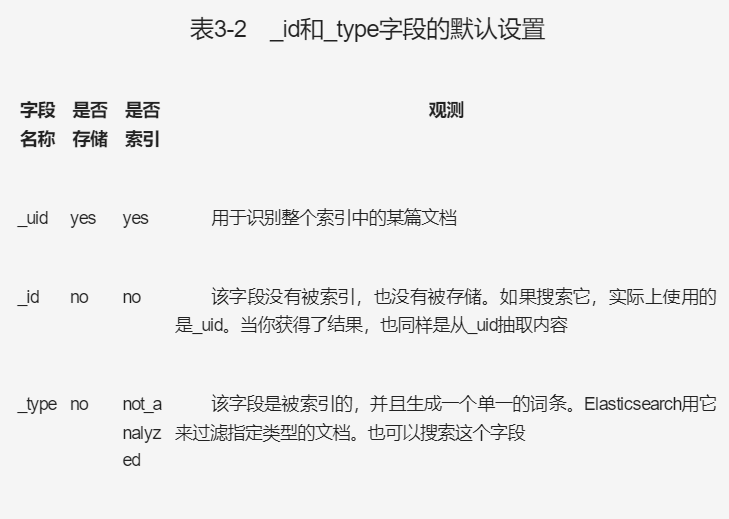 表3-2 _id和_type字段的默认设置
字段 是否 是否 观测
名称 存储 索引
_uid yes yes 用于识别整个索引中的某篇文档
_id no no 该字段没有被索引，也没有被存储。如果搜索它，实际上使用的
是_uid。当你获得了结果，也同样是从_uid抽取内容
_type no not_a 该字段是被索引的，并且生成一个单一的词条。Elasticsearch用它
nalyz 来过滤指定类型的文档。也可以搜索这个字段
ed